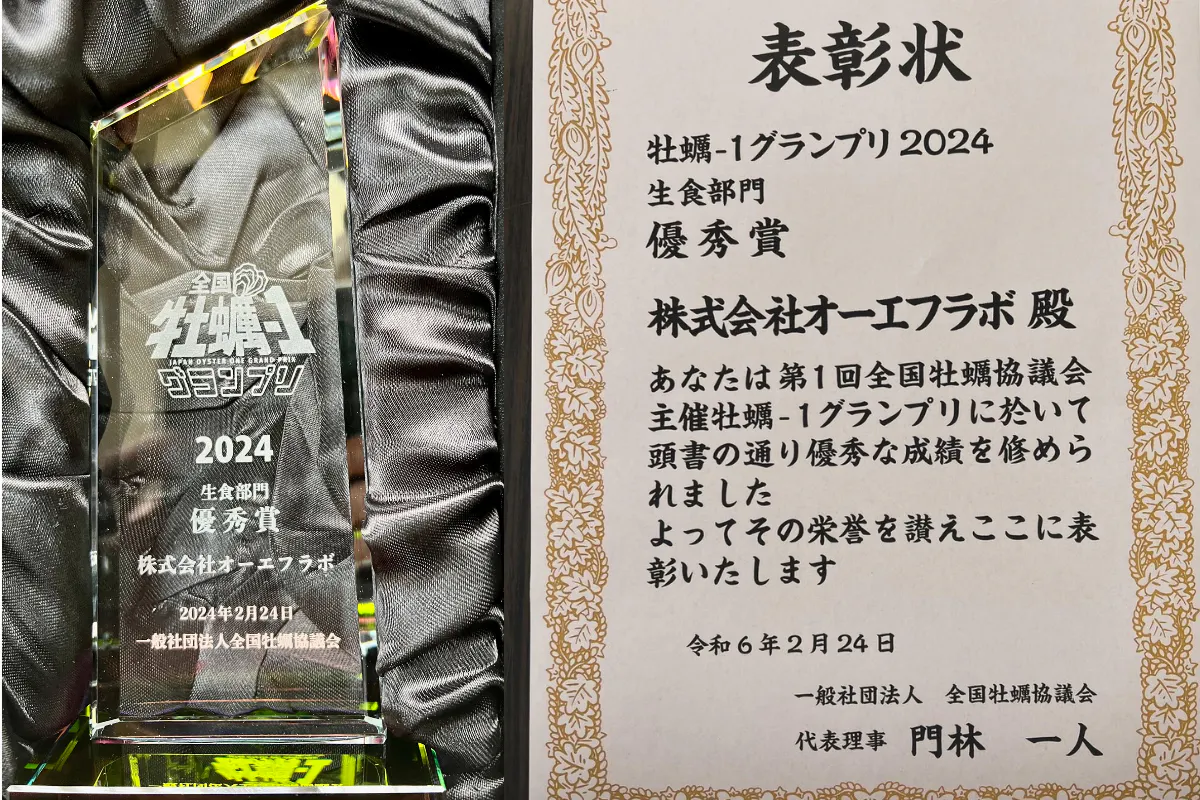 全国
牡蠣-1
JAPAN OYSTER ONE GRAND PRIX
グランプリ
2024
生食部門
優秀賞
株式会社オーエフラボ
2024年2月24日
一般社団法人全国牡蠣協議会
表彰状
牡蠣-1グランプリ2024
生食部門
優秀賞
株式会社オーエフラボ 殿
あなたは第1回全国牡蠣協議会
主催牡蠣-1グランプリに於いて
頭書の通り優秀な成績を修めら
れました
よってその栄誉を讃えここに表
彰いたします
令和6年2月24日
一般社団法人 全国牡蠣協議会
代表理事 門林 一人